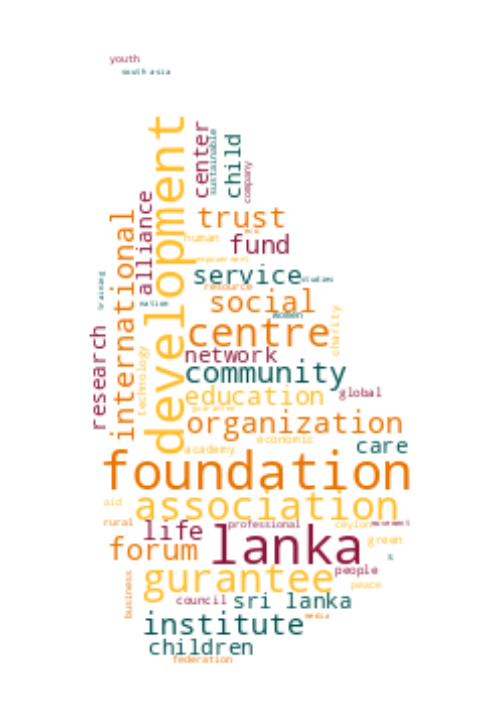 youth
south asia
development
center
sustainable
child
company
alliance
international
trust
human
fund
empowerment
service
studies
resource
training
nation
social
women
centre
charity
research
technology
network
community
education
global
guarantee
organization
economic
care
academy
foundation
aid
association
rural
life
professional
ceylon
movement
forum
lanka
green
people
gurantee
peace
business
council
sri lanka
media
institute
children
federation